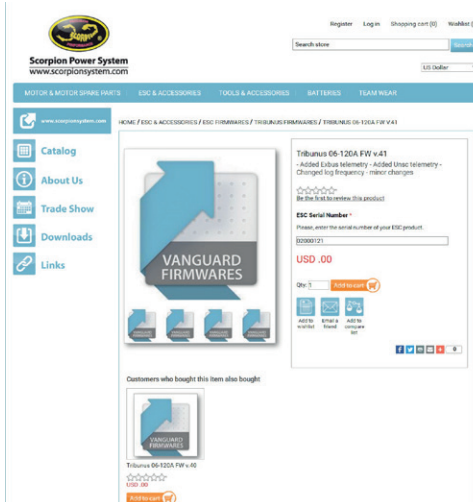 Register Log in Shopping cart (0) Wishlist (
SCORPION
Scorpion Power System
www.scorpionsystem.com
Search store
Search
US Dollar
MOTOR & MOTOR SPARE PARTS ESC & ACCESSORIES TOOLS & ACCESSORIES BATTERIES TEAM WEAR
www.scorpionsystem.com
HOME / ESC & ACCESSORIES / ESC FIRMWARES / TRIBUNUS FIRMWARES / TRIBUNUS 06-120A FW V.41
Catalog
About Us
Trade Show
Downloads
Links
VANGUARD
FIRMWARES
Tribunus 06-120A FW v.41
- Added Exbus telemetry - Added Unsc telemetry -
Changed log frequency - minor changes
Be the first to review this product
ESC Serial Number *
Please, enter the serial number of your ESC product.
02000121
USD .00
Qty: 1 Add to cart
Add to
wishlist
Email a
friend
Add to
compare
list
0
Customers who bought this item also bought
VANGUARD
FIRMWARES
Tribunus 06-120A FW v.40
USD .00
Add to cart